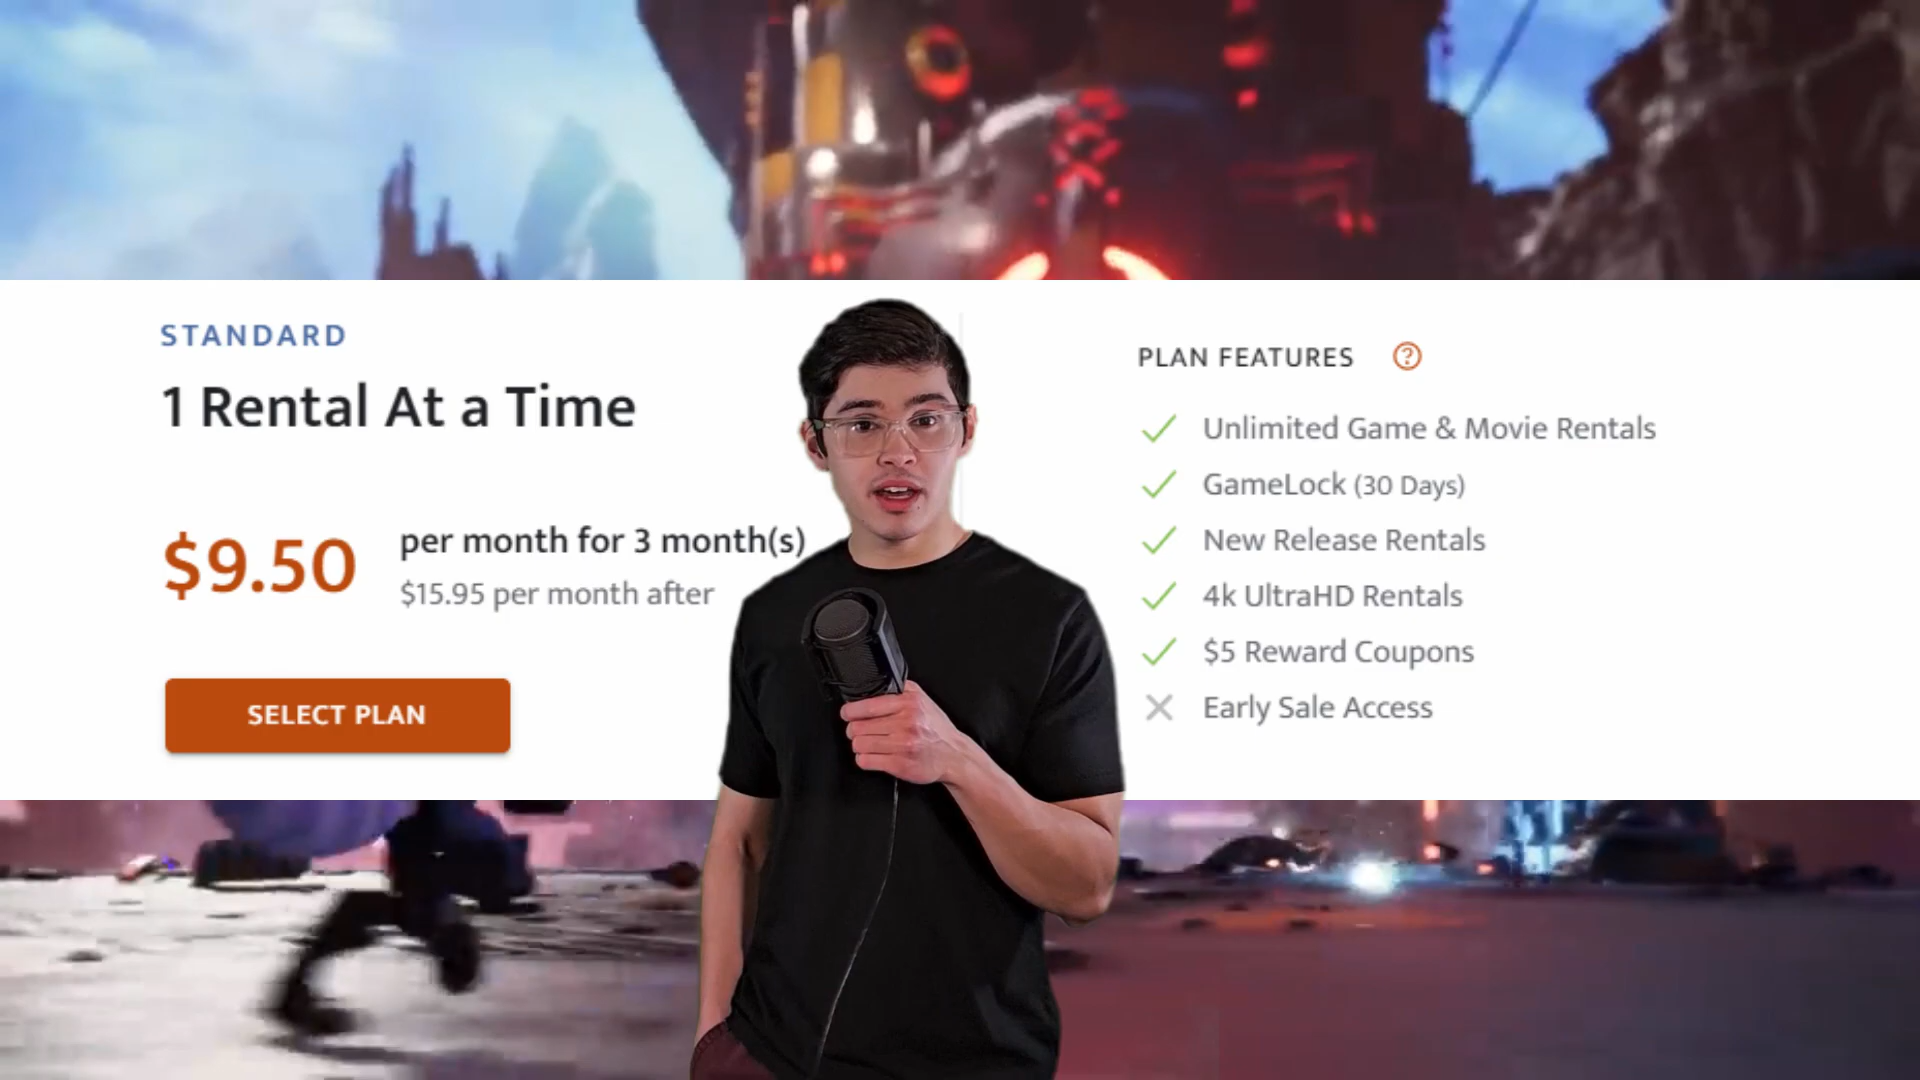 STANDARD
1 Rental At a Time
$9.50
per month for 3 month(s)
$15.95 per month after
SELECT PLAN
PLAN FEATURES ?
Unlimited Game & Movie Rentals
GameLock (30 Days)
New Release Rentals
4k UltraHD Rentals
$5 Reward Coupons
Early Sale Access